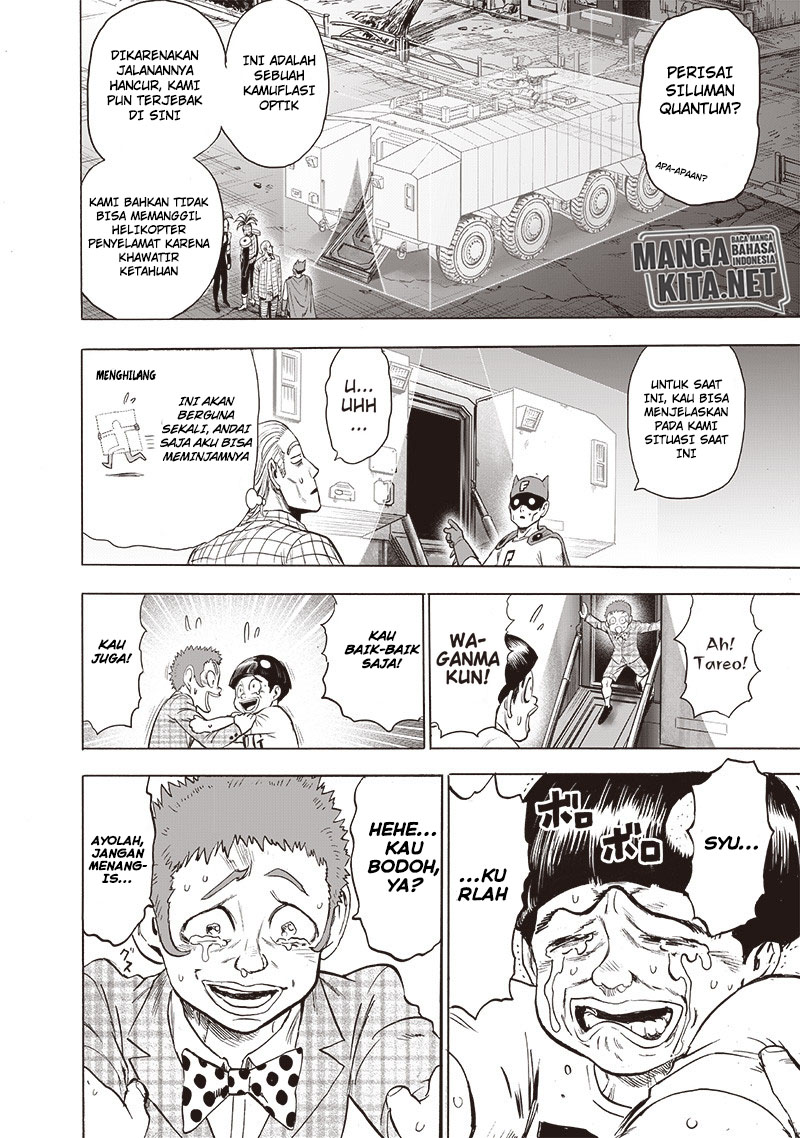 PERISAI
SILUMAN
QUANTUM?
APA-APAAN?
INI ADALAH
SEBUAH
KAMUFLASI
OPTIK
DIKARENAKAN
JALANANNYA
HANCUR, KAMI
PUN TERJEBAK
DI SINI
KAMI BAHKAN TIDAK
BISA MEMANGGIL
HELIKOPTER
PENYELAMAT KARENA
KHAWATIR
KETAHUAN
MANGA
KITA.NET
BACA MANGA
BAHASA
INDONESIA
UNTUK SAAT
INI, KAU BISA
MENJELASKAN
PADA KAMI
SITUASI SAAT
INI
U...
UHH
...
F
F
INI AKAN
BERGUNA
SEKALI, ANDAI
SAJA AKU BISA
MEMINJAMNYA
MENGHILANG
Ah!
Tareo!
WA-
GANMA
KUN!
KAU
BAIK-BAIK
SAJA!
KAU
JUGA!
SYU...
ボロ
ボロ
...KU
RLAH
HEHE...
KAU
BODOH,
YA?
AYOLAH,
JANGAN
MENANG-
IS...